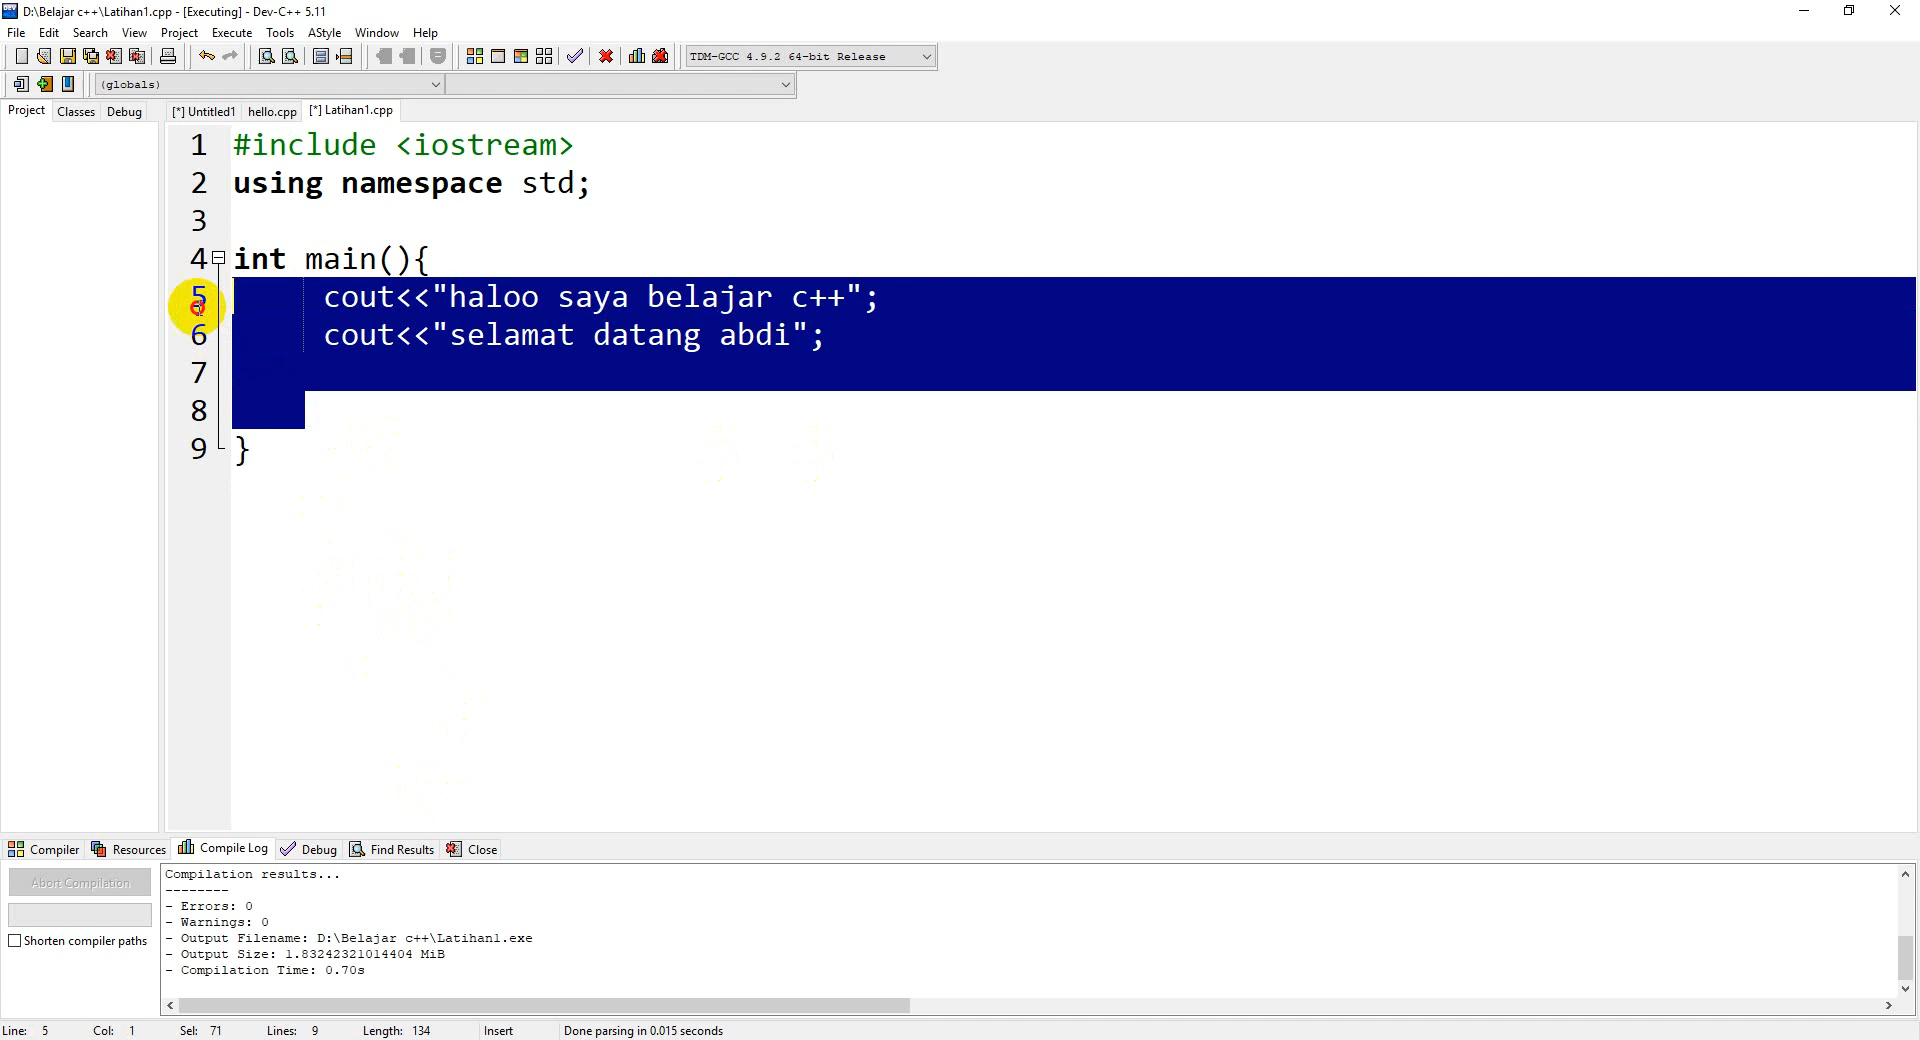 D:\Belajar c++\Latihan1.cpp - [Executing] - Dev-C++ 5.11
File Edit Search View Project Execute Tools AStyle Window Help
TDM-GCC 4.9.2 64-bit Release
(globals)
Project Classes Debug [*] Untitled1 hello.cpp [*] Latihan1.cpp
1 #include <iostream>
2 using namespace std;
3
4 int main(){
5 cout<<"haloo saya belajar c++";
6 cout<<"selamat datang abdi";
7
8
9 }
Compiler Resources Compile Log Debug Find Results Close
Abort Compilation
Shorten compiler paths
Compilation results...
--------
- Errors: 0
- Warnings: 0
- Output Filename: D:\Belajar c++\Latihan1.exe
- Output Size: 1.83242321014404 MiB
- Compilation Time: 0.70s
Line: 5 Col: 1 Sel: 71 Lines: 9 Length: 134 Insert Done parsing in 0.015 seconds